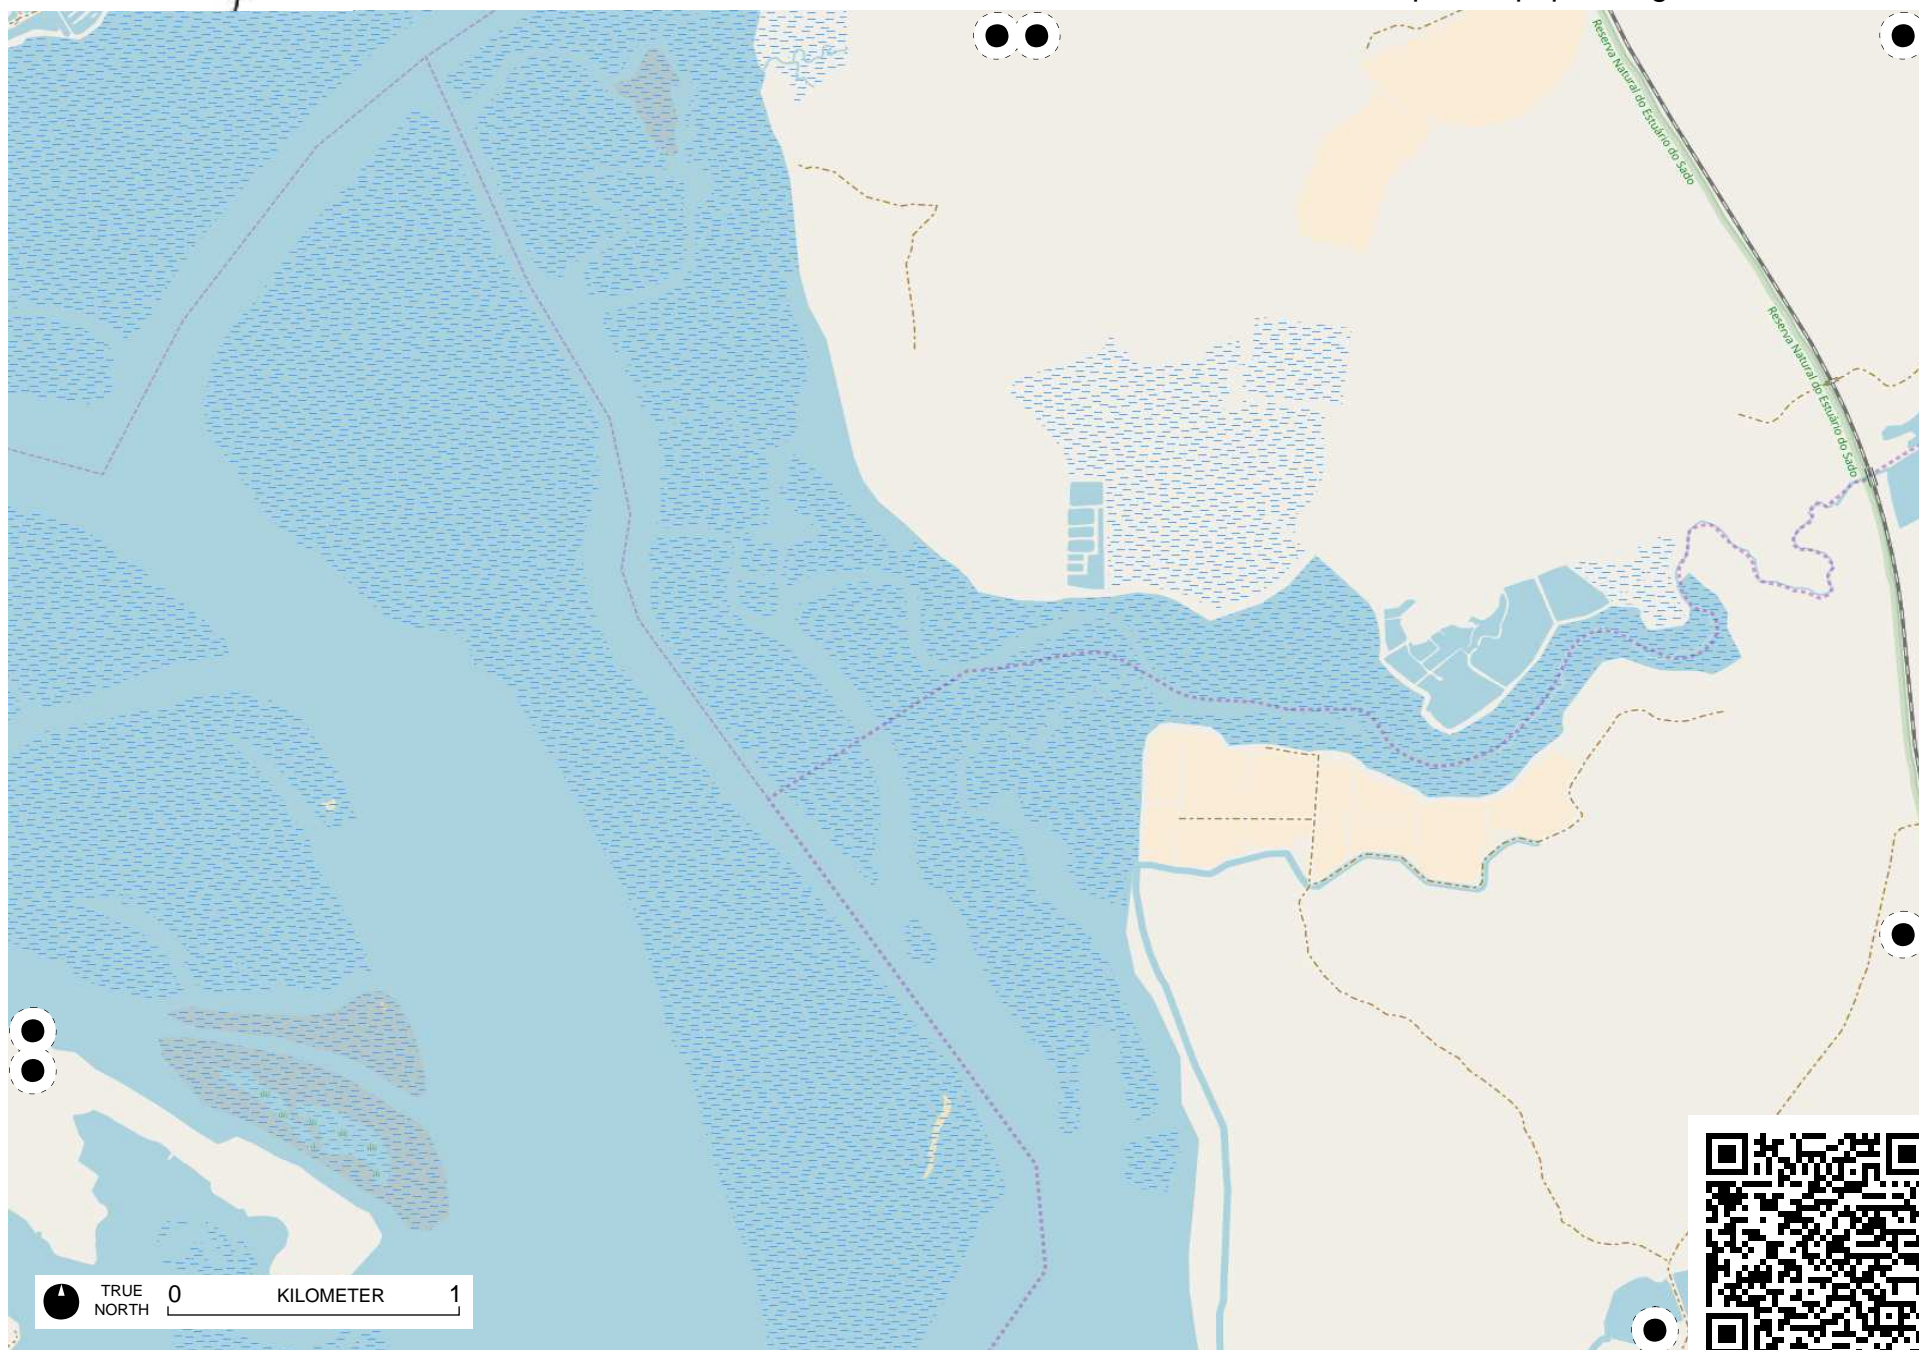 Reserva Natural do Estuário do Sado
Reserva Natural do Estuário do Sado
TRUE
NORTH
0 KILOMETER 1